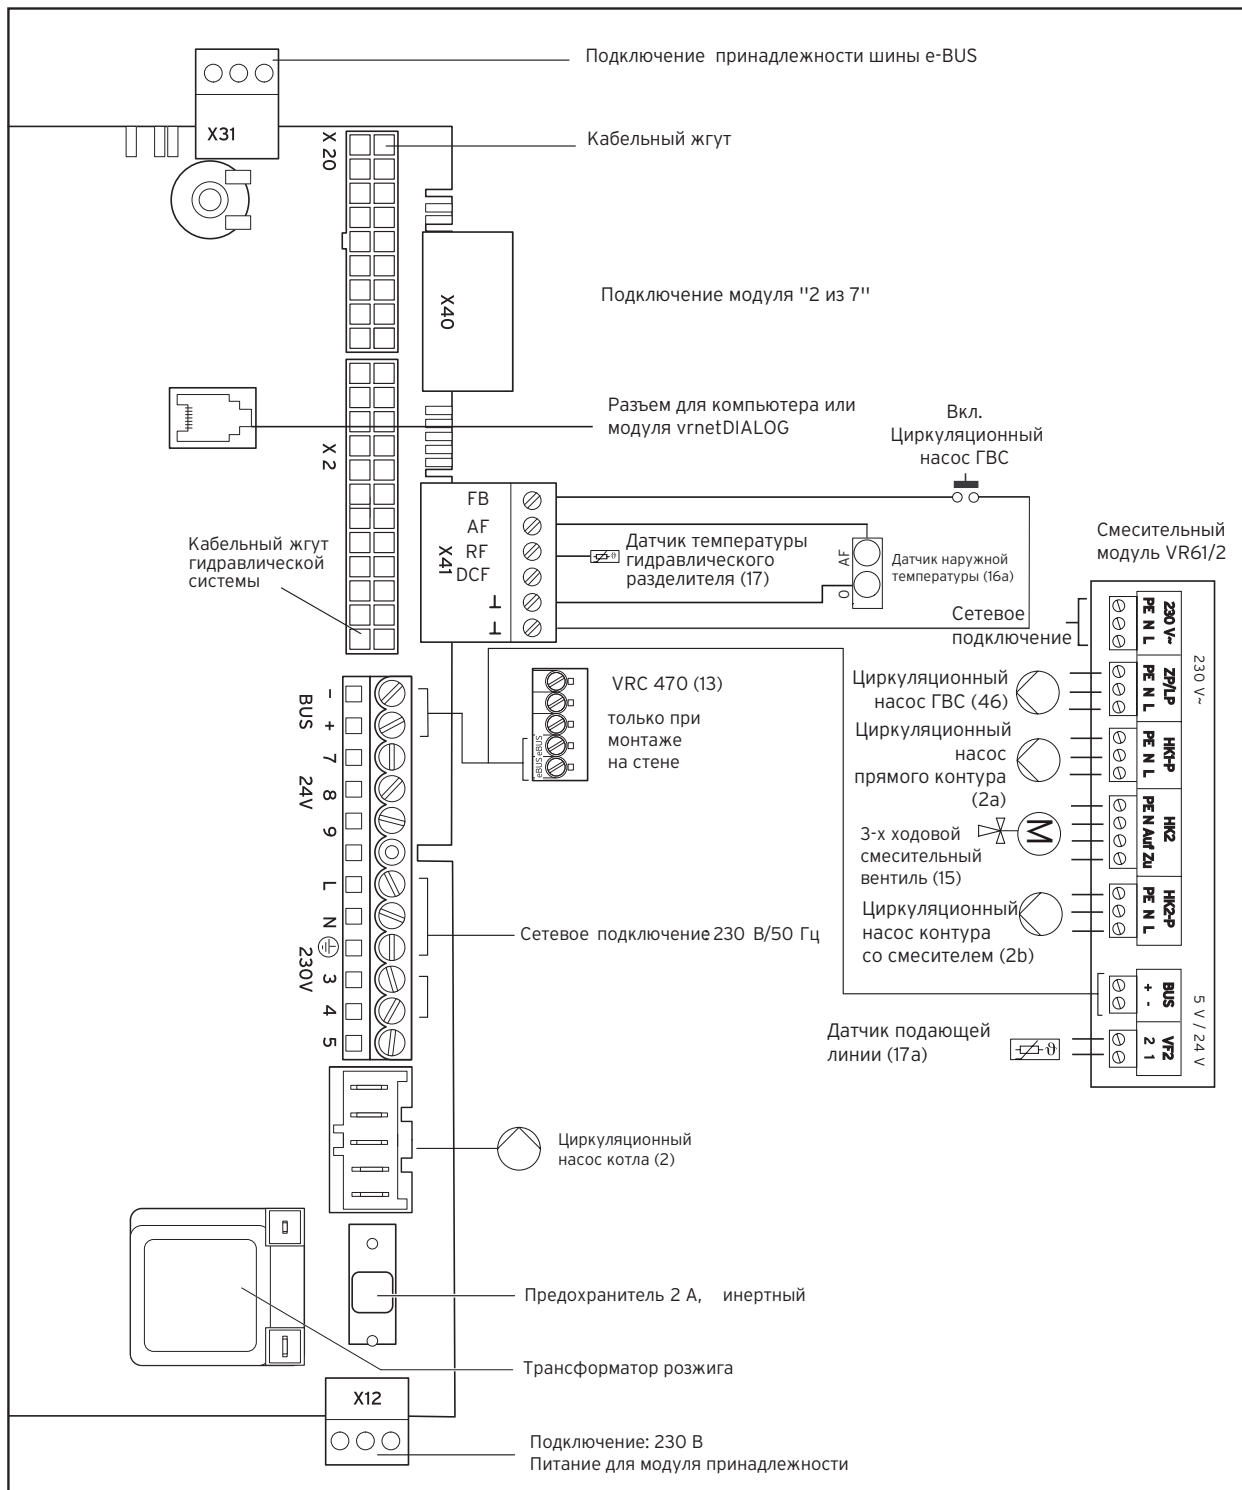 Подключение принадлежности шины e-BUS
X31
X 20
Кабельный жгут
X40
Подключение модуля "2 из 7"
Разъем для компьютера или
модуля vrnetDIALOG
X 2
Вкл.
Циркуляционный
насос ГВС
X41
FB
AF
RF
DCF
⊥
⊥
Датчик температуры
гидравлического
разделителя (17)
AF
O
Датчик наружной
температуры (16a)
Кабельный жгут
гидравлической
системы
Смесительный
модуль VR61/2
Сетевое
подключение
230 V~
PE N L
230 V~
Циркуляционный
насос ГВС (46)
ZP/LP
PE N L
Циркуляционный
насос
прямого контура
(2a)
HK1-P
PE N L
3-х ходовой
смесительный
вентиль (15)
M
HK2
PE N Auf Zu
Циркуляционный
насос контура
со смесителем (2b)
HK2-P
PE N L
BUS
+ -
5 V / 24 V
Датчик подающей
линии (17a)
ϑ
VF2
2 1
VRC 470 (13)
только при
монтаже
на стене
eBUS eBUS
- +
BUS
7 8 9
24V
L N
3 4 5
230V
Сетевое подключение: 230 В/50 Гц
Циркуляционный
насос котла (2)
Предохранитель 2 А, инертный
Трансформатор розжига
X12
Подключение: 230 В
Питание для модуля принадлежности